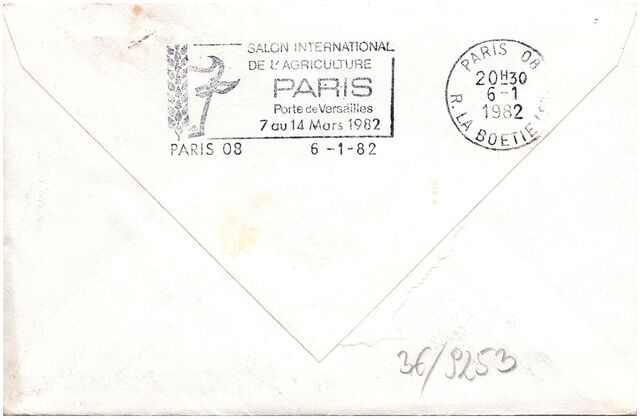 SALON INTERNATIONAL
DE L'AGRICULTURE
PARIS
Porte de Versailles
7 au 14 Mars 1982
PARIS 08 6-1-82
PARIS 08
20H30
6-1
1982
R. LA BOETIE
3€/9253